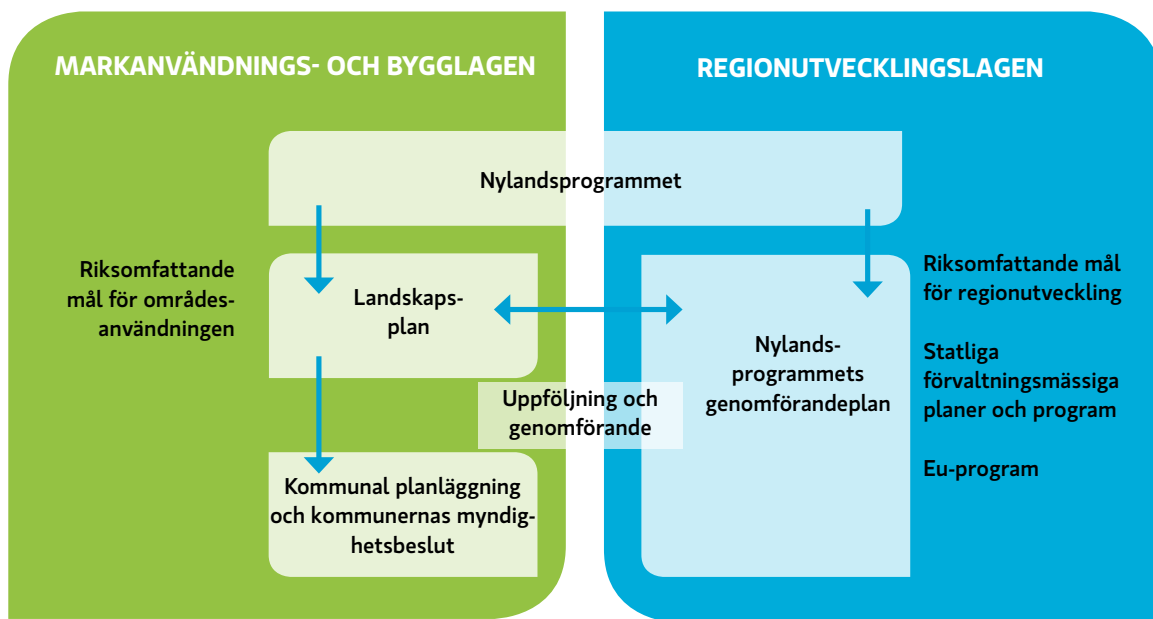 MARKANVÄNDNINGS- OCH BYGGLAGEN
REGIONUTVECKLINGSLAGEN
Nylandsprogrammet
Riksomfattande
mål för områdes-
användningen
Landskaps-
plan
Uppföljning och
genomförande
Kommunal planläggning
och kommunernas myndig-
hetsbeslut
Nylands-
programmets
genomförandeplan
Riksomfattande mål
för regionutveckling
Statliga
förvaltningsmässiga
planer och program
Eu-program